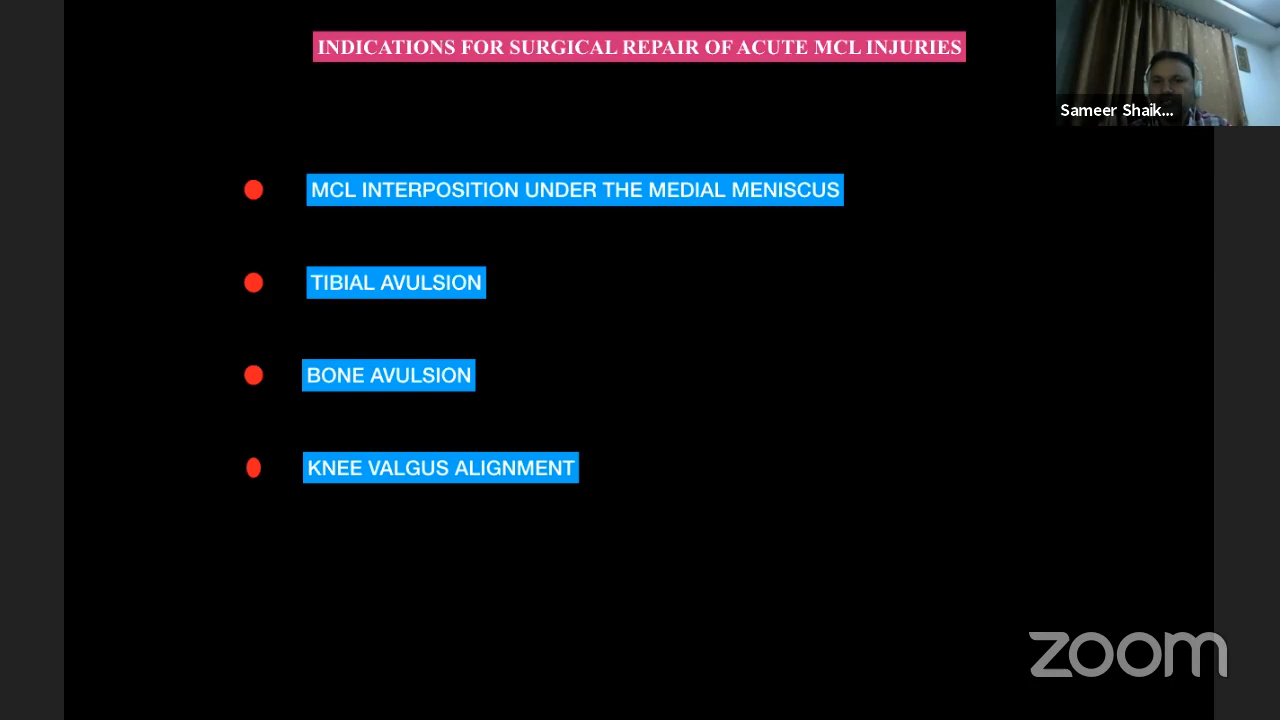 INDICATIONS FOR SURGICAL REPAIR OF ACUTE MCL INJURIES
Sameer Shaik...
MCL INTERPOSITION UNDER THE MEDIAL MENISCUS
TIBIAL AVULSION
BONE AVULSION
KNEE VALGUS ALIGNMENT
zoom